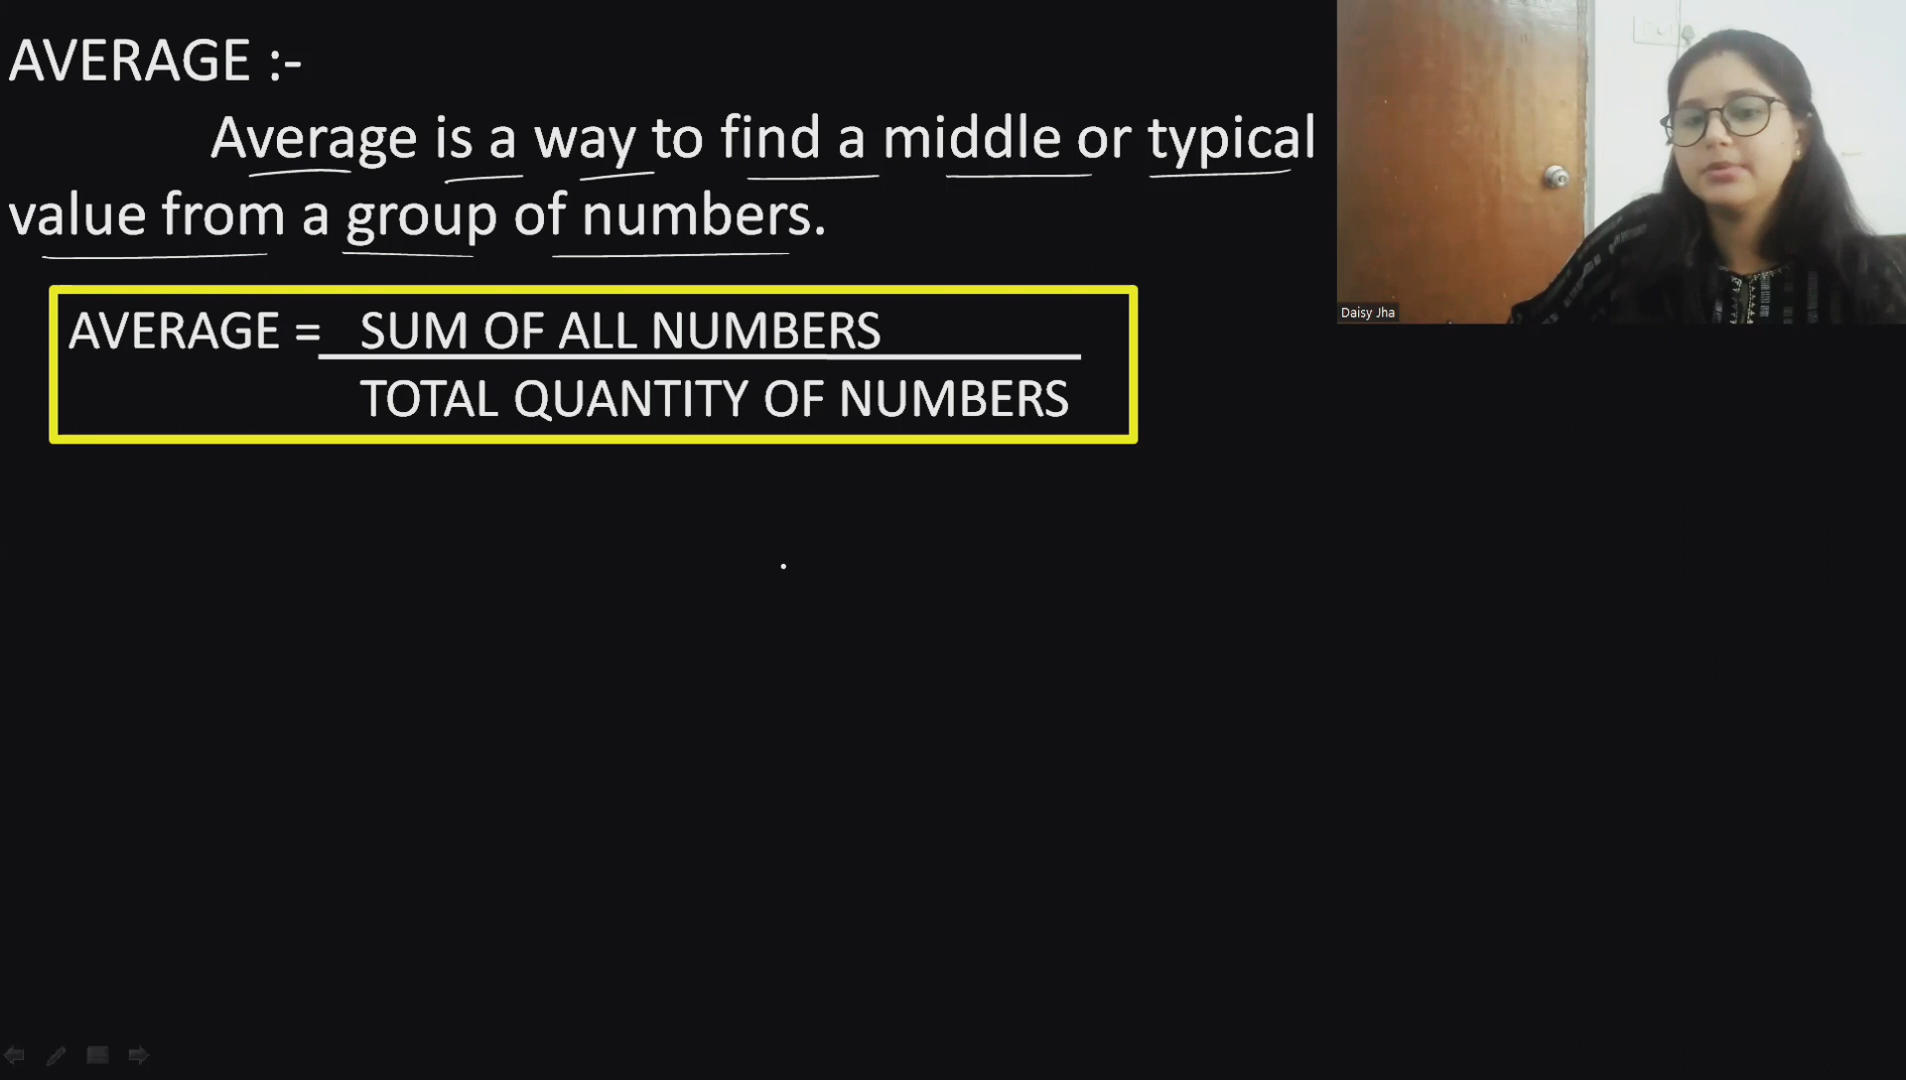 AVERAGE :-
Average is a way to find a middle or typical
value from a group of numbers.
AVERAGE = SUM OF ALL NUMBERS
TOTAL QUANTITY OF NUMBERS
Daisy Jha